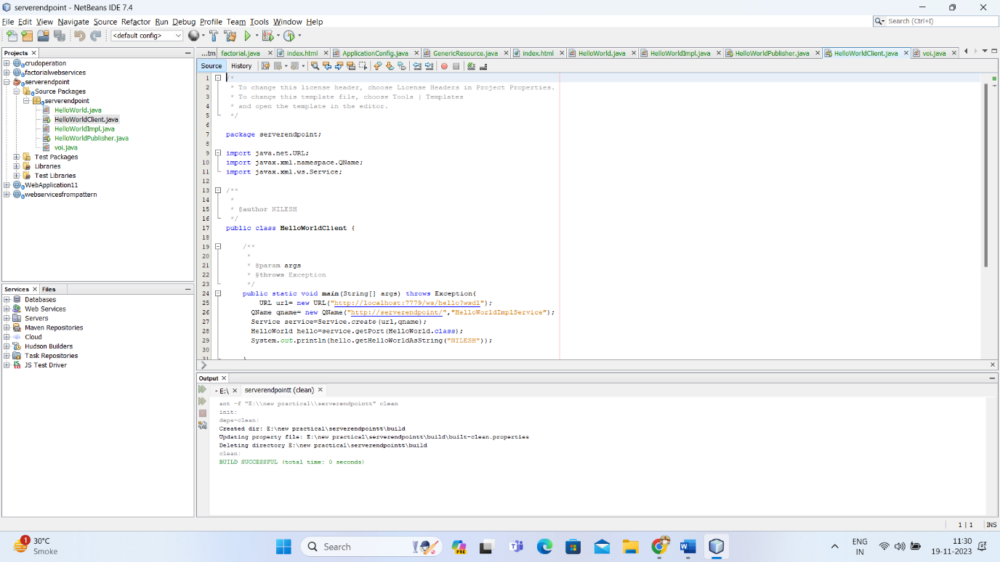 serverendpoint - NetBeans IDE 7.4
File Edit View Navigate Source Refactor Run Debug Profile Team Tools Window Help
Search (Ctrl+I)
<default config>
Projects
crudoperation
factorialwebservices
serverendpoint
Source Packages
serverendpoint
HelloWorld.java
HelloWorldClient.java
HelloWorldImpl.java
HelloWorldPublisher.java
voi.java
Test Packages
Libraries
Test Libraries
WebApplication11
webservicesfrompattern
Services Files
Databases
Web Services
Servers
Maven Repositories
Cloud
Hudson Builders
Task Repositories
JS Test Driver
...tm factorial.java index.html ApplicationConfig.java GenericResource.java index.html HelloWorld.java HelloWorldImpl.java HelloWorldPublisher.java HelloWorldClient.java voi.java
Source History
1 /*
2 * To change this license header, choose License Headers in Project Properties.
3 * To change this template file, choose Tools | Templates
4 * and open the template in the editor.
5 */
6
7 package serverendpoint;
8
9 import java.net.URL;
10 import javax.xml.namespace.QName;
11 import javax.xml.ws.Service;
12
13 /**
14 *
15 * @author NILESH
16 */
17 public class HelloWorldClient {
18
19 /**
20 *
21 * @param args
22 * @throws Exception
23 */
24 public static void main(String[] args) throws Exception{
25 URL url= new URL("http://localhost:7779/ws/hello?wsdl");
26 QName qname= new QName("http://serverendpoint/","HelloWorldImplService");
27 Service service=Service.create(url,qname);
28 HelloWorld hello=service.getPort(HelloWorld.class);
29 System.out.println(hello.getHelloWorldAsString("NILESH"));
30
31 }
Output
- E:\ serverendpointt (clean)
ant -f "E:\\new practical\\serverendpointt" clean
init:
deps-clean:
Created dir: E:\new practical\serverendpointt\build
Updating property file: E:\new practical\serverendpointt\build\built-clean.properties
Deleting directory E:\new practical\serverendpointt\build
clean:
BUILD SUCCESSFUL (total time: 0 seconds)
1 | 1 INS
1
30°C
Smoke
Search
PRE
ENG
IN
11:30
19-11-2023